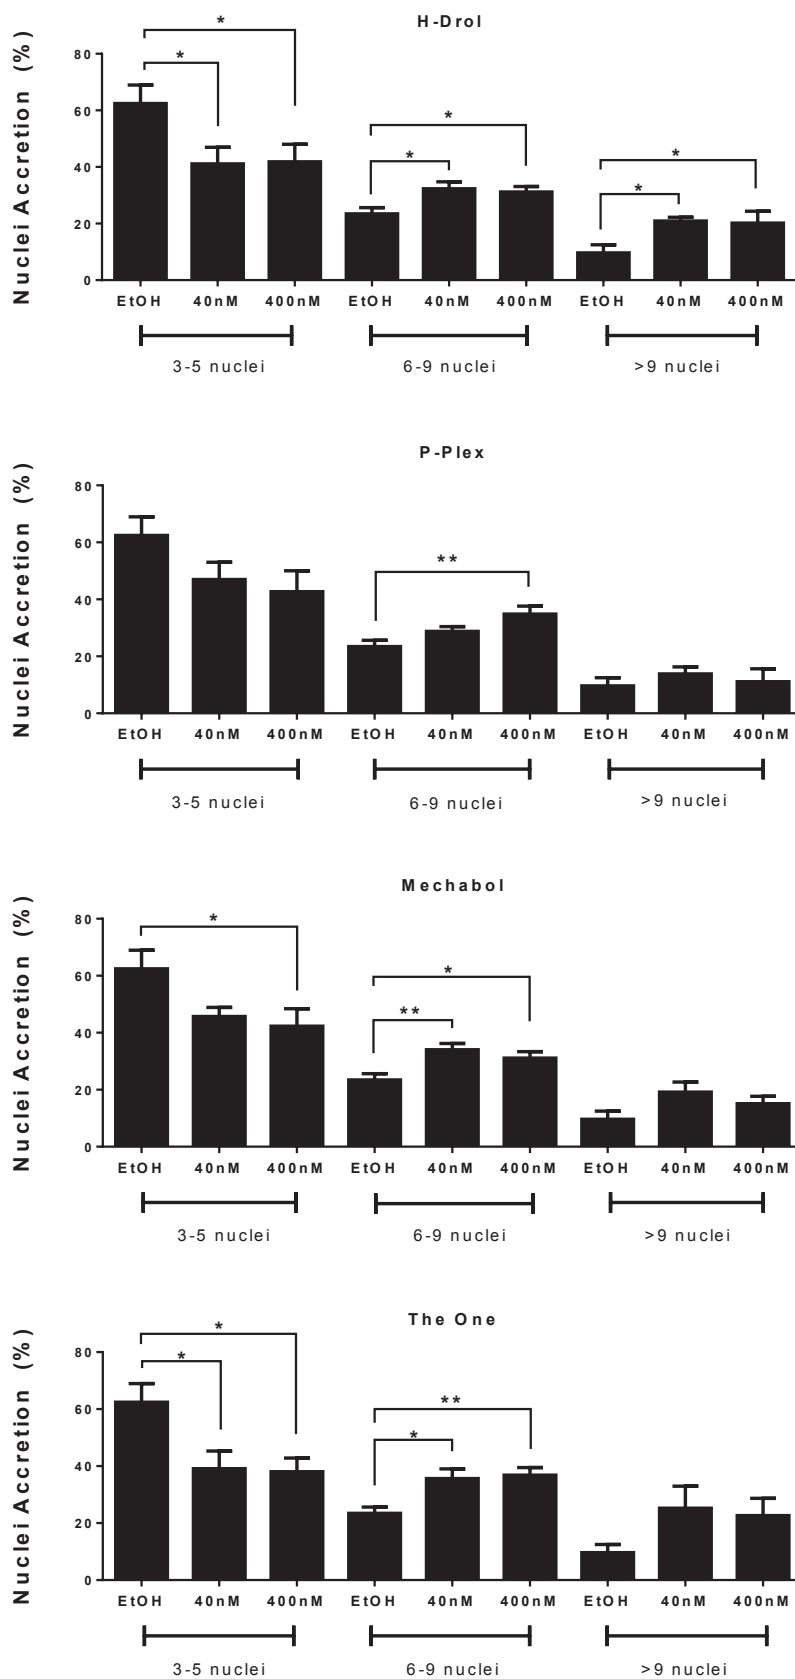 H-Drol
Nuclei Accretion (%)
80
60
40
20
0
* *
* *
* *
EtOH 40nM 400nM EtOH 40nM 400nM EtOH 40nM 400nM
3-5 nuclei 6-9 nuclei >9 nuclei
P-Plex
Nuclei Accretion (%)
80
60
40
20
0
**
EtOH 40nM 400nM EtOH 40nM 400nM EtOH 40nM 400nM
3-5 nuclei 6-9 nuclei >9 nuclei
Mechabol
Nuclei Accretion (%)
80
60
40
20
0
*
* **
EtOH 40nM 400nM EtOH 40nM 400nM EtOH 40nM 400nM
3-5 nuclei 6-9 nuclei >9 nuclei
The One
Nuclei Accretion (%)
80
60
40
20
0
* *
** *
EtOH 40nM 400nM EtOH 40nM 400nM EtOH 40nM 400nM
3-5 nuclei 6-9 nuclei >9 nuclei